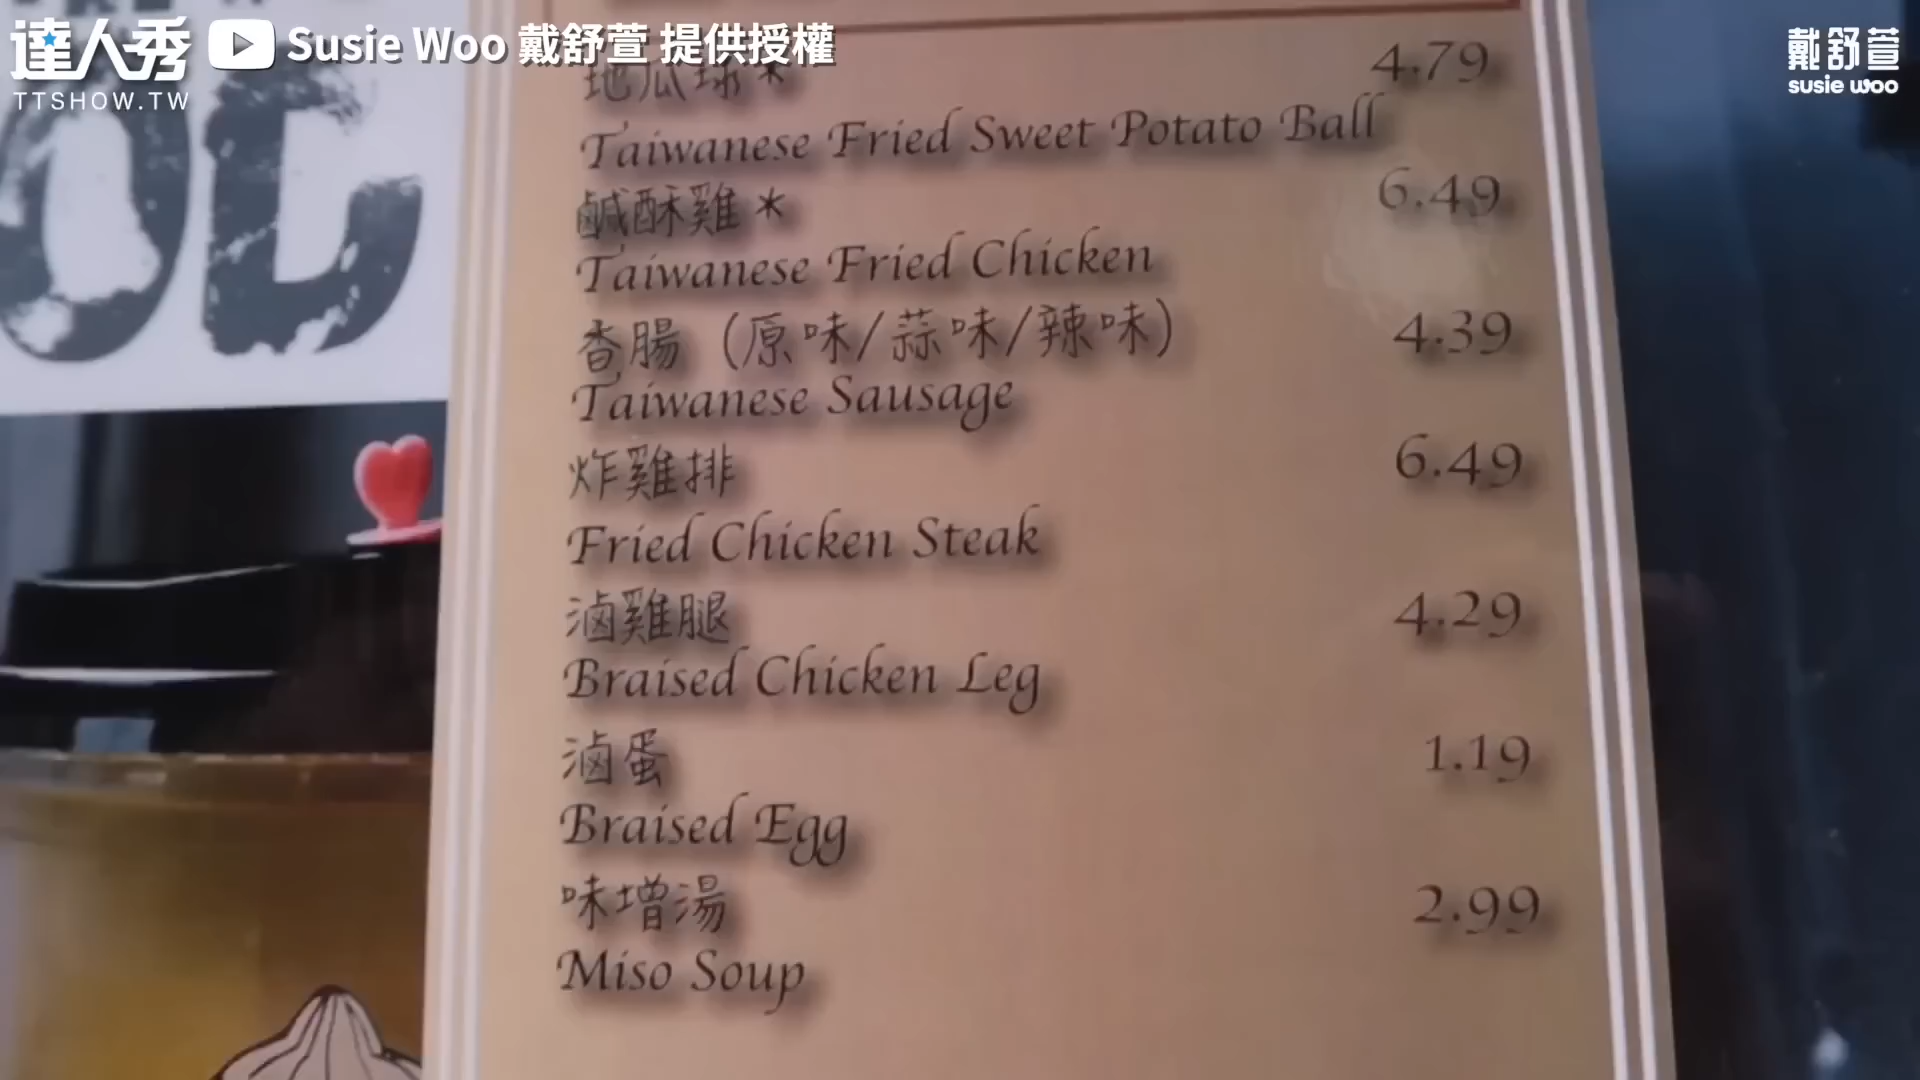 達人秀
TTSHOW.TW
Susie Woo 戴舒萱 提供授權
戴舒萱
susie woo
地瓜球* 4.79
Taiwanese Fried Sweet Potato Ball
鹹酥雞* 6.49
Taiwanese Fried Chicken
香腸 (原味/蒜味/辣味) 4.39
Taiwanese Sausage
炸雞排 6.49
Fried Chicken Steak
滷雞腿 4.29
Braised Chicken Leg
滷蛋 1.19
Braised Egg
味增湯 2.99
Miso Soup